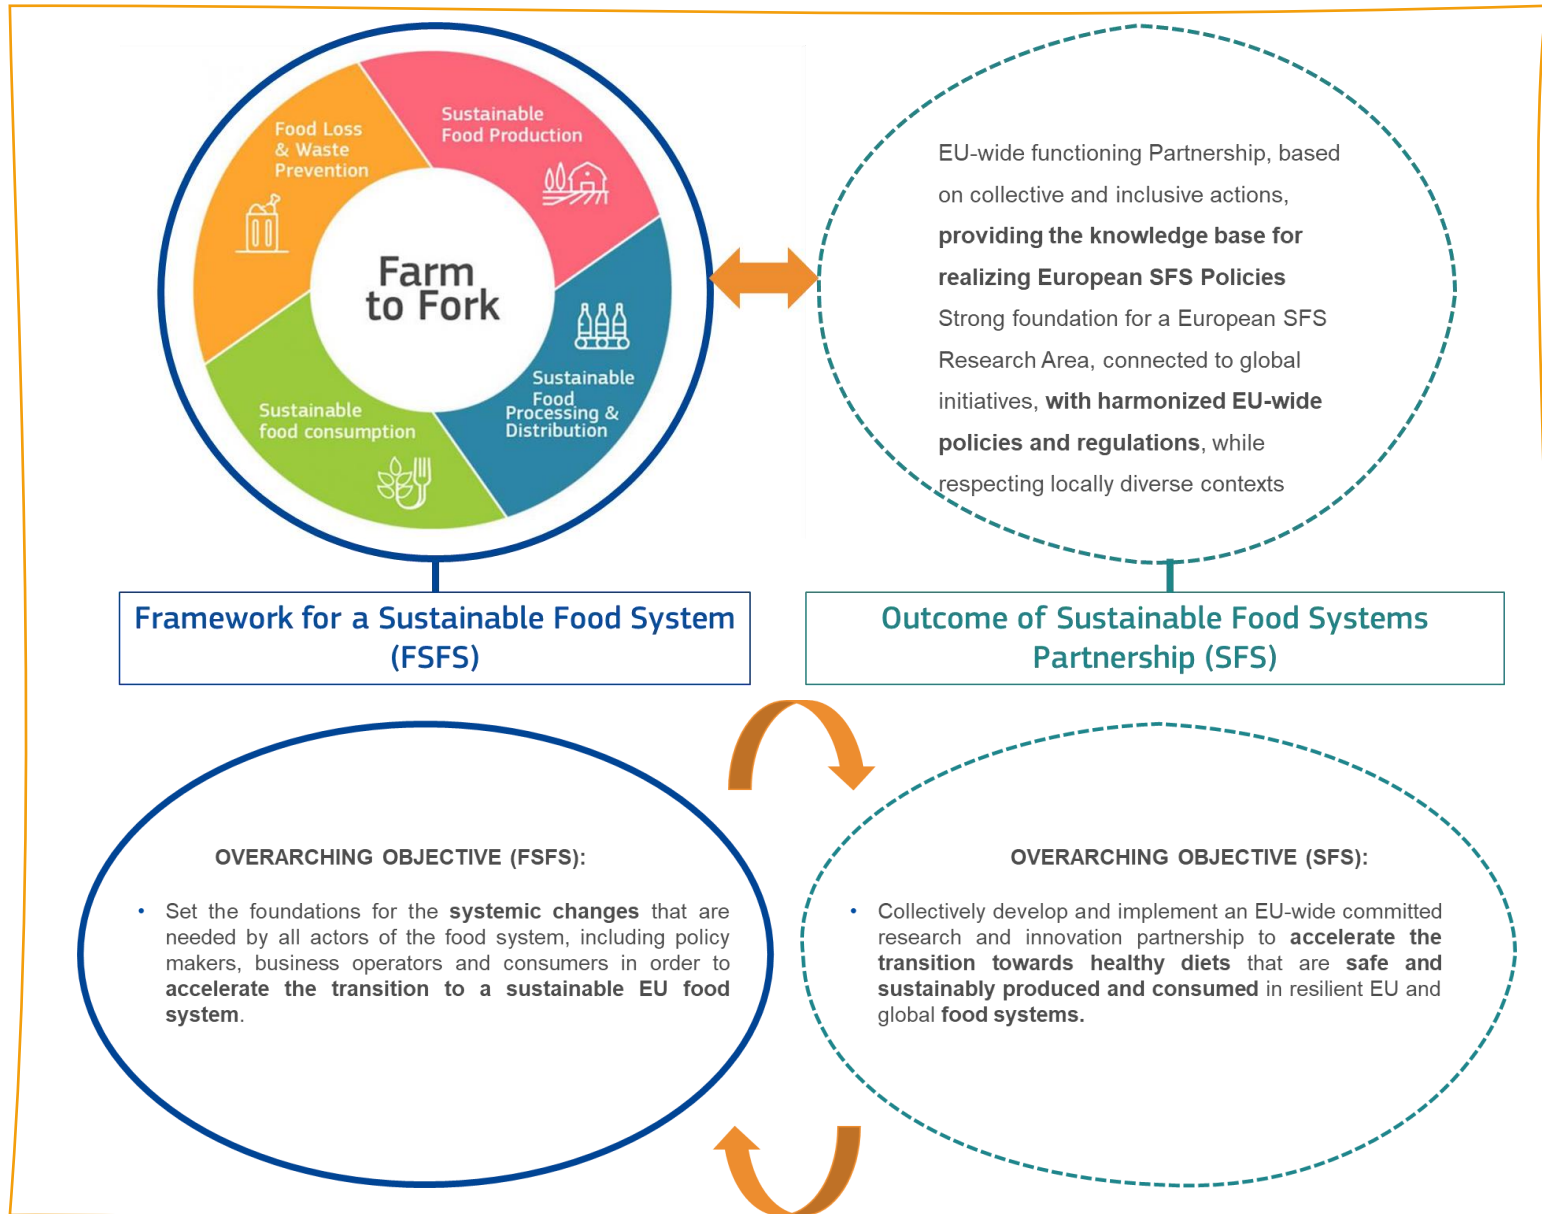 Food Loss
& Waste
Prevention
Sustainable
Food Production
Farm
to Fork
Sustainable
Food
Processing &
Distribution
Sustainable
food consumption
EU-wide functioning Partnership, based
on collective and inclusive actions,
providing the knowledge base for
realizing European SFS Policies
Strong foundation for a European SFS
Research Area, connected to global
initiatives, with harmonized EU-wide
policies and regulations, while
respecting locally diverse contexts
Framework for a Sustainable Food System
(FSFS)
Outcome of Sustainable Food Systems
Partnership (SFS)
OVERARCHING OBJECTIVE (FSFS):
• Set the foundations for the systemic changes that are
needed by all actors of the food system, including policy
makers, business operators and consumers in order to
accelerate the transition to a sustainable EU food
system.
OVERARCHING OBJECTIVE (SFS):
• Collectively develop and implement an EU-wide committed
research and innovation partnership to accelerate the
transition towards healthy diets that are safe and
sustainably produced and consumed in resilient EU and
global food systems.